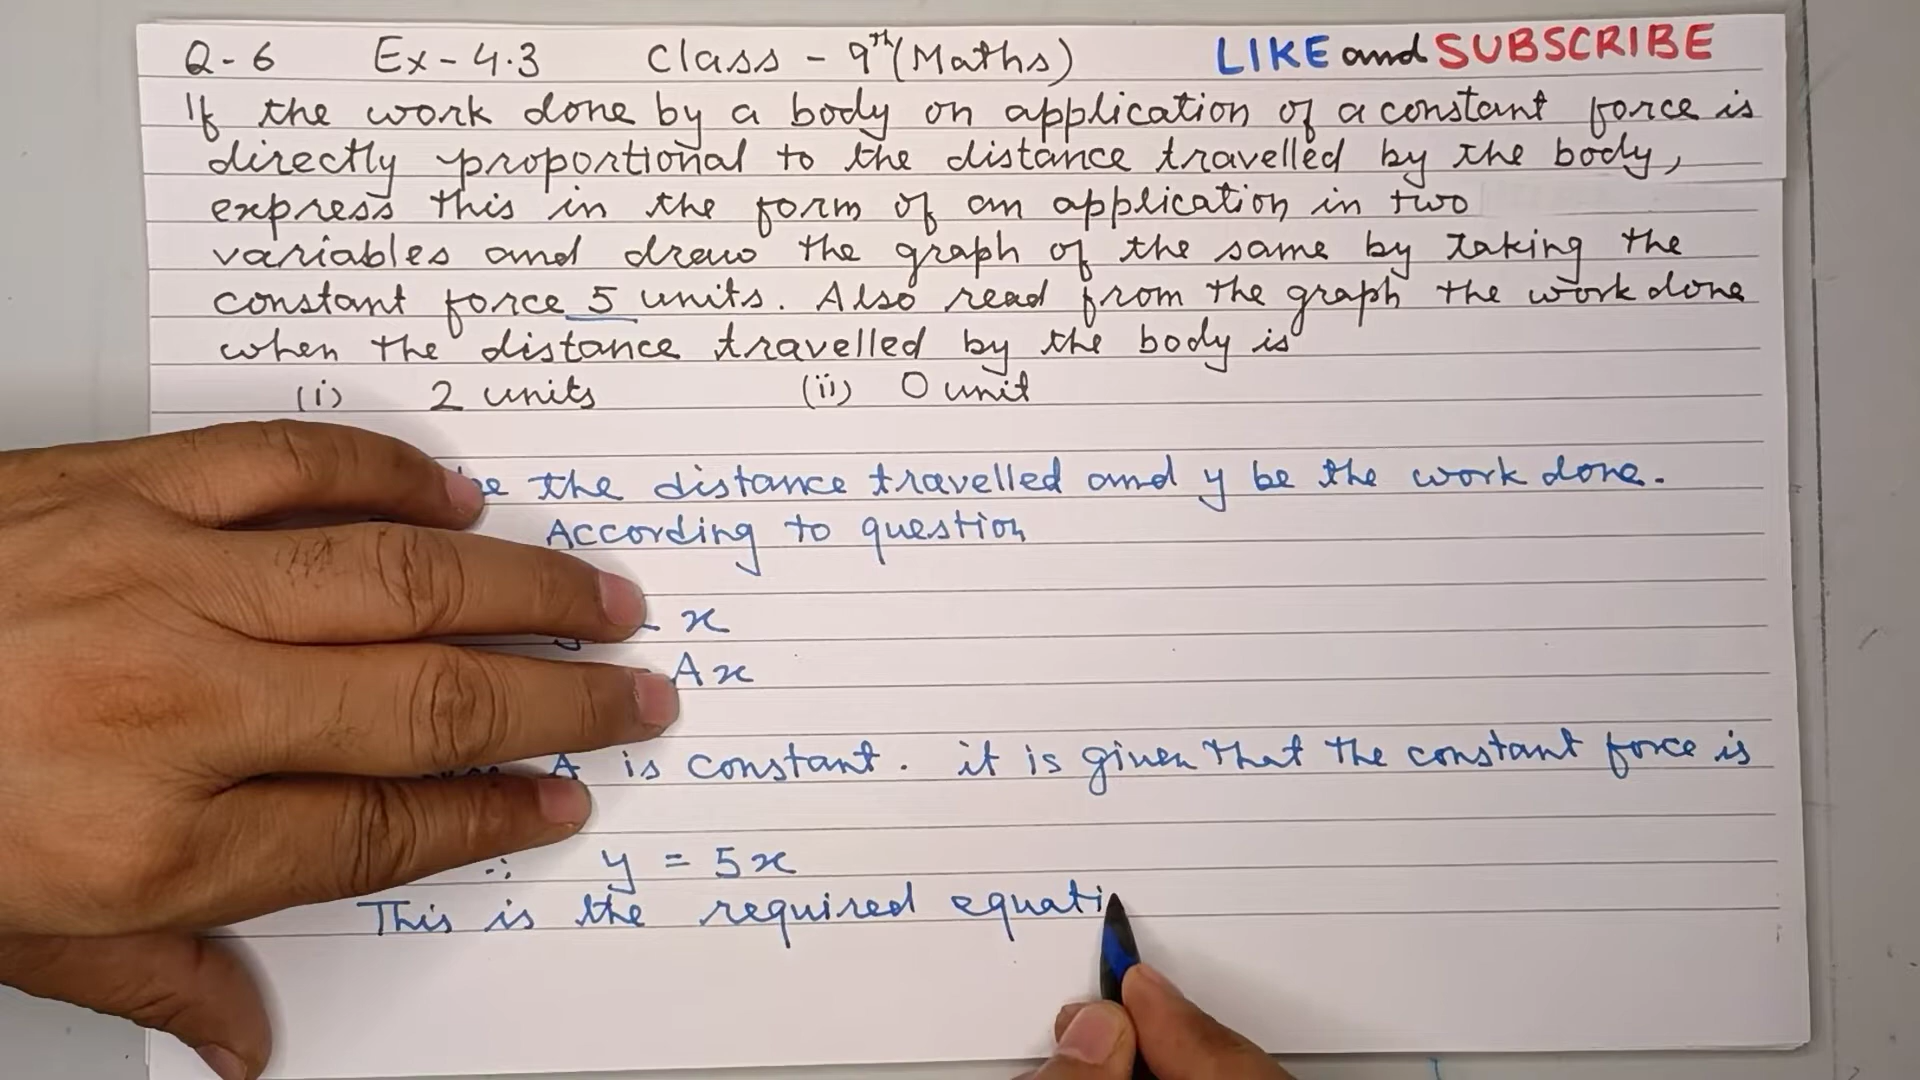 Q-6 Ex-4.3 Class - 9th (Maths) LIKE and SUBSCRIBE
If the work done by a body on application of a constant force is
directly proportional to the distance travelled by the body,
express this in the form of an application in two
variables and draw the graph of the same by taking the
constant force 5 units. Also read from the graph the work done
when the distance travelled by the body is
(i) 2 units (ii) 0 unit
the distance travelled and y be the work done.
According to question
x
Ax
A is constant. it is given that the constant force is
∴ y = 5x
This is the required equati